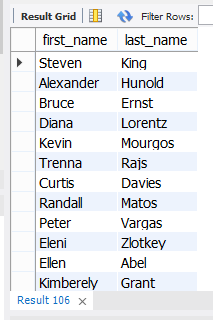 Result Grid Filter Rows:
first_name last_name
Steven King
Alexander Hunold
Bruce Ernst
Diana Lorentz
Kevin Mourgos
Trenna Rajs
Curtis Davies
Randall Matos
Peter Vargas
Eleni Zlotkey
Ellen Abel
Kimberely Grant
Result 106 ×